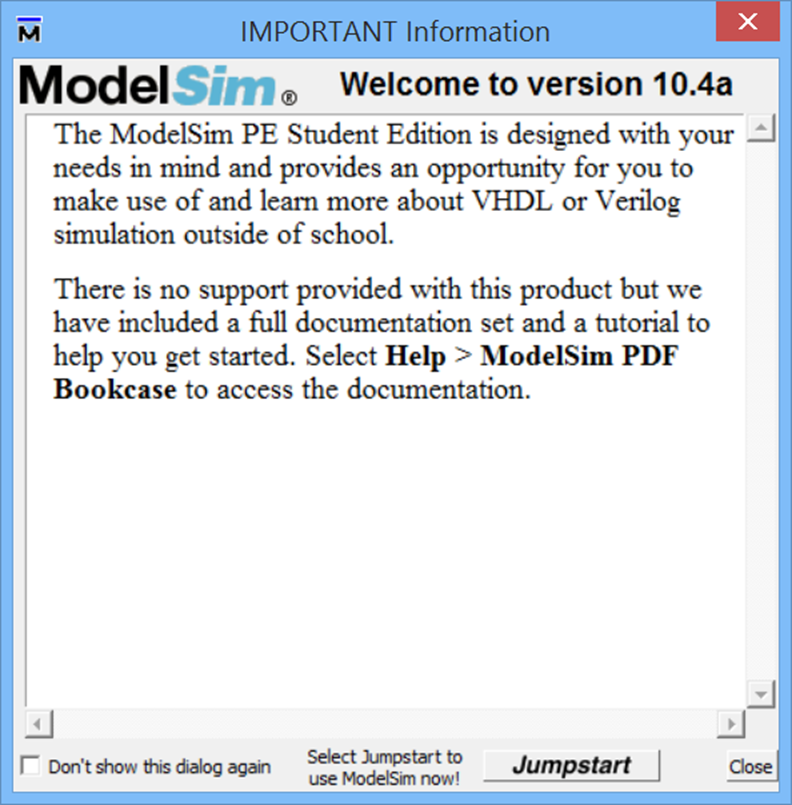 IMPORTANT Information
ModelSim ® Welcome to version 10.4a
The ModelSim PE Student Edition is designed with your
needs in mind and provides an opportunity for you to
make use of and learn more about VHDL or Verilog
simulation outside of school.
There is no support provided with this product but we
have included a full documentation set and a tutorial to
help you get started. Select Help > ModelSim PDF
Bookcase to access the documentation.
Don't show this dialog again
Select Jumpstart to
use ModelSim now!
Jumpstart
Close